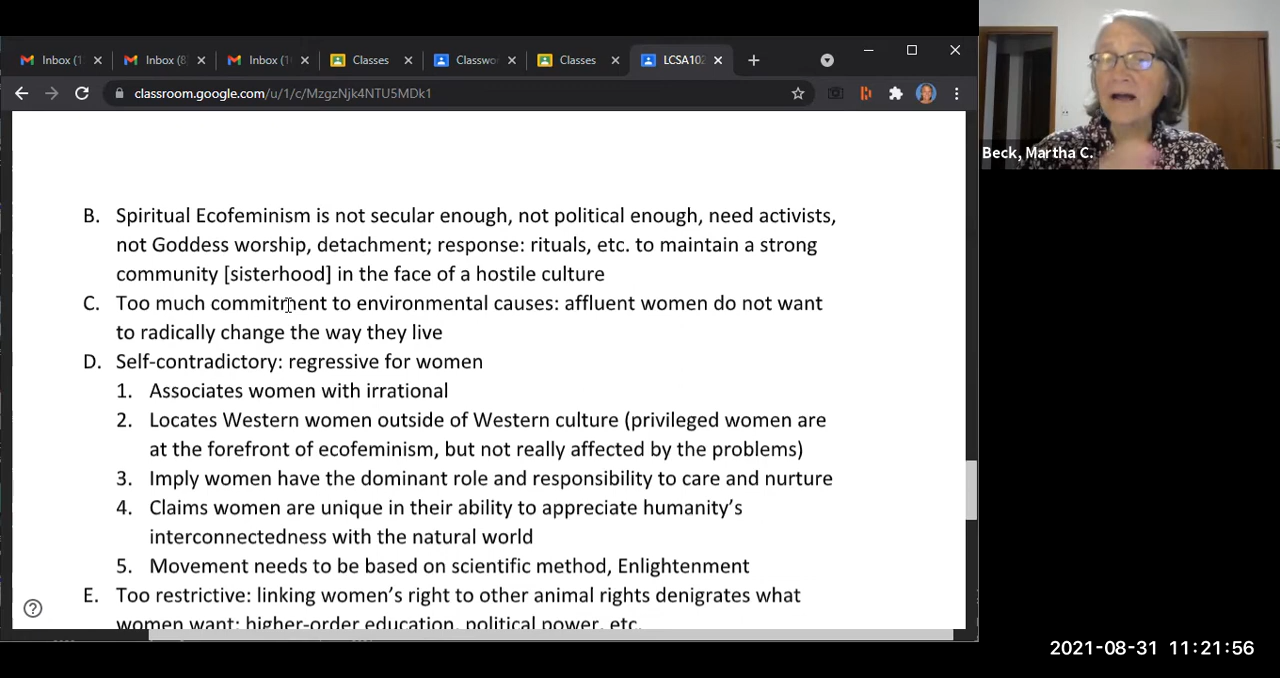 Inbox (1
Inbox (8
Inbox (1
Classes
Classwo
Classes
LCSA102
classroom.google.com/u/1/c/MzgzNjk4NTU5MDk1
Beck, Martha C.
B. Spiritual Ecofeminism is not secular enough, not political enough, need activists,
not Goddess worship, detachment; response: rituals, etc. to maintain a strong
community [sisterhood] in the face of a hostile culture
C. Too much commitment to environmental causes: affluent women do not want
to radically change the way they live
D. Self-contradictory: regressive for women
1. Associates women with irrational
2. Locates Western women outside of Western culture (privileged women are
at the forefront of ecofeminism, but not really affected by the problems)
3. Imply women have the dominant role and responsibility to care and nurture
4. Claims women are unique in their ability to appreciate humanity’s
interconnectedness with the natural world
5. Movement needs to be based on scientific method, Enlightenment
E. Too restrictive: linking women’s right to other animal rights denigrates what
women want: higher-order education, political power, etc.
2021-08-31 11:21:56